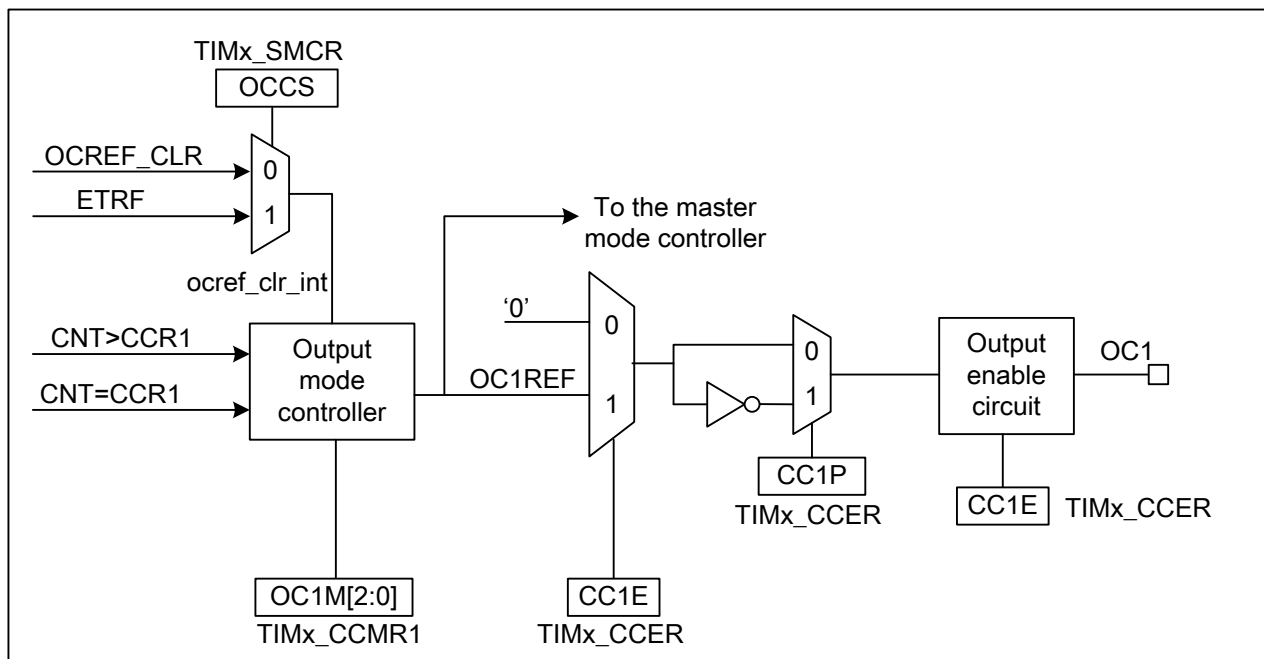 TIMx_SMCR
OCCS
OCREF_CLR
0
ETRF
1
To the master
mode controller
ocref_clr_int
‘0’
0
CNT>CCR1
Output
mode
controller
CNT=CCR1
OC1REF
1
0
1
Output
enable
circuit
OC1
CC1P
TIMx_CCER
CC1E
TIMx_CCER
OC1M[2:0]
TIMx_CCMR1
CC1E
TIMx_CCER